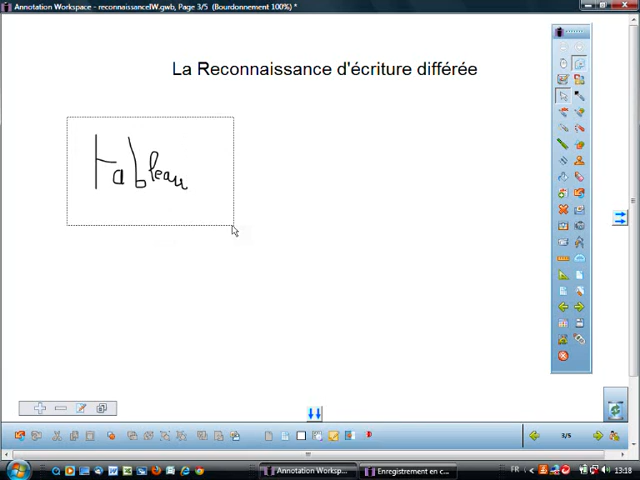 Annotation Workspace - reconnaissanceIW.gwb, Page 3/5 (Bourdonnement 100%) *
La Reconnaissance d'écriture différée
tableau
3/5
Annotation Worksp...
Enregistrement en c...
FR
13:18